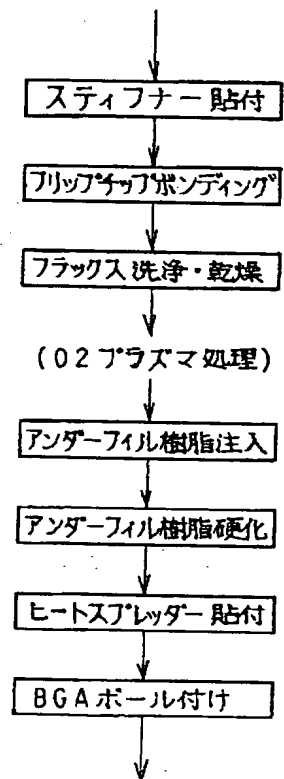 スティフナー貼付
フリップチップボンディング
フラックス洗浄・乾燥
(O2プラズマ処理)
アンダーフィル樹脂注入
アンダーフィル樹脂硬化
ヒートスプレッダー貼付
BGAボール付け